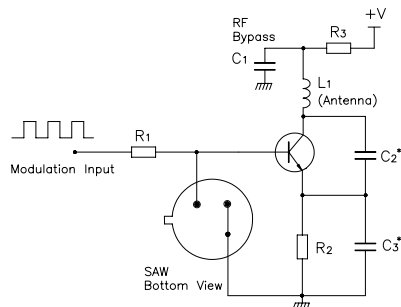 RF
Bypass
C1
R3
+V
L1
(Antenna)
R1
Modulation Input
C2*
SAW
Bottom View
R2
C3*